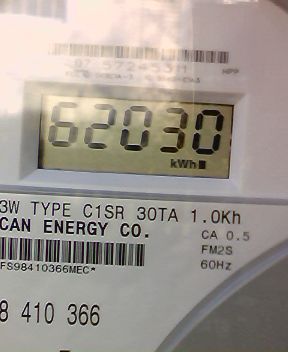 62030
kWh
3W TYPE C1SR 30TA 1.0Kh
CAN ENERGY CO.
CA 0.5
FM2S
60Hz
FS98410366MEC*
8 410 366